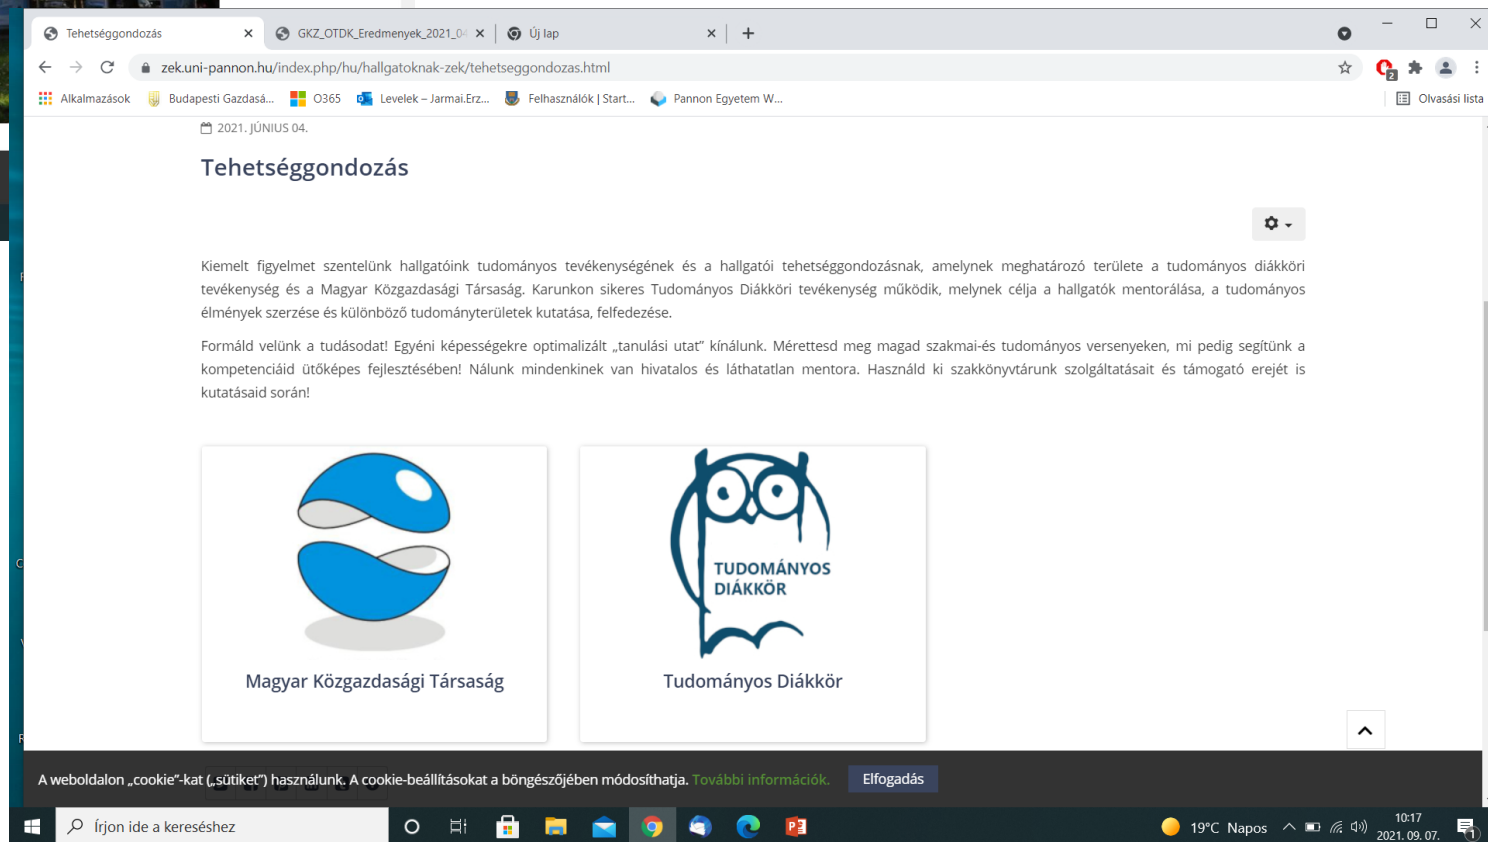 Tehetséggondozás
GKZ_OTDK_Eredmenyek_2021_04
Új lap
zek.uni-pannon.hu/index.php/hu/hallgatoknak-zek/tehetseggondozas.html
2
Alkalmazások
Budapesti Gazdasá...
O365
Levelek – Jarmai.Erz...
Felhasználók | Start...
Pannon Egyetem W...
Olvasási lista
2021. JÚNIUS 04.
Tehetséggondozás
Kiemelt figyelmet szentelünk hallgatóink tudományos tevékenységének és a hallgatói tehetséggondozásnak, amelynek meghatározó területe a tudományos diákköri
tevékenység és a Magyar Közgazdasági Társaság. Karunkon sikeres Tudományos Diákköri tevékenység működik, melynek célja a hallgatók mentorálása, a tudományos
élmények szerzése és különböző tudományterületek kutatása, felfedezése.
Formáld velünk a tudásodat! Egyéni képességekre optimalizált „tanulási utat” kínálunk. Mérettesd meg magad szakmai-és tudományos versenyeken, mi pedig segítünk a
kompetenciáid ütőképes fejlesztésében! Nálunk mindenkinek van hivatalos és láthatatlan mentora. Használd ki szakkönyvtárunk szolgáltatásait és támogató erejét is
kutatásaid során!
TUDOMÁNYOS
DIÁKKÖR
Magyar Közgazdasági Társaság
Tudományos Diákkör
A weboldalon „cookie”-kat („sütiket”) használunk. A cookie-beállításokat a böngészőjében módosíthatja. További információk.
Elfogadás
Írjon ide a kereséshez
19°C Napos
10:17
2021. 09. 07.
1